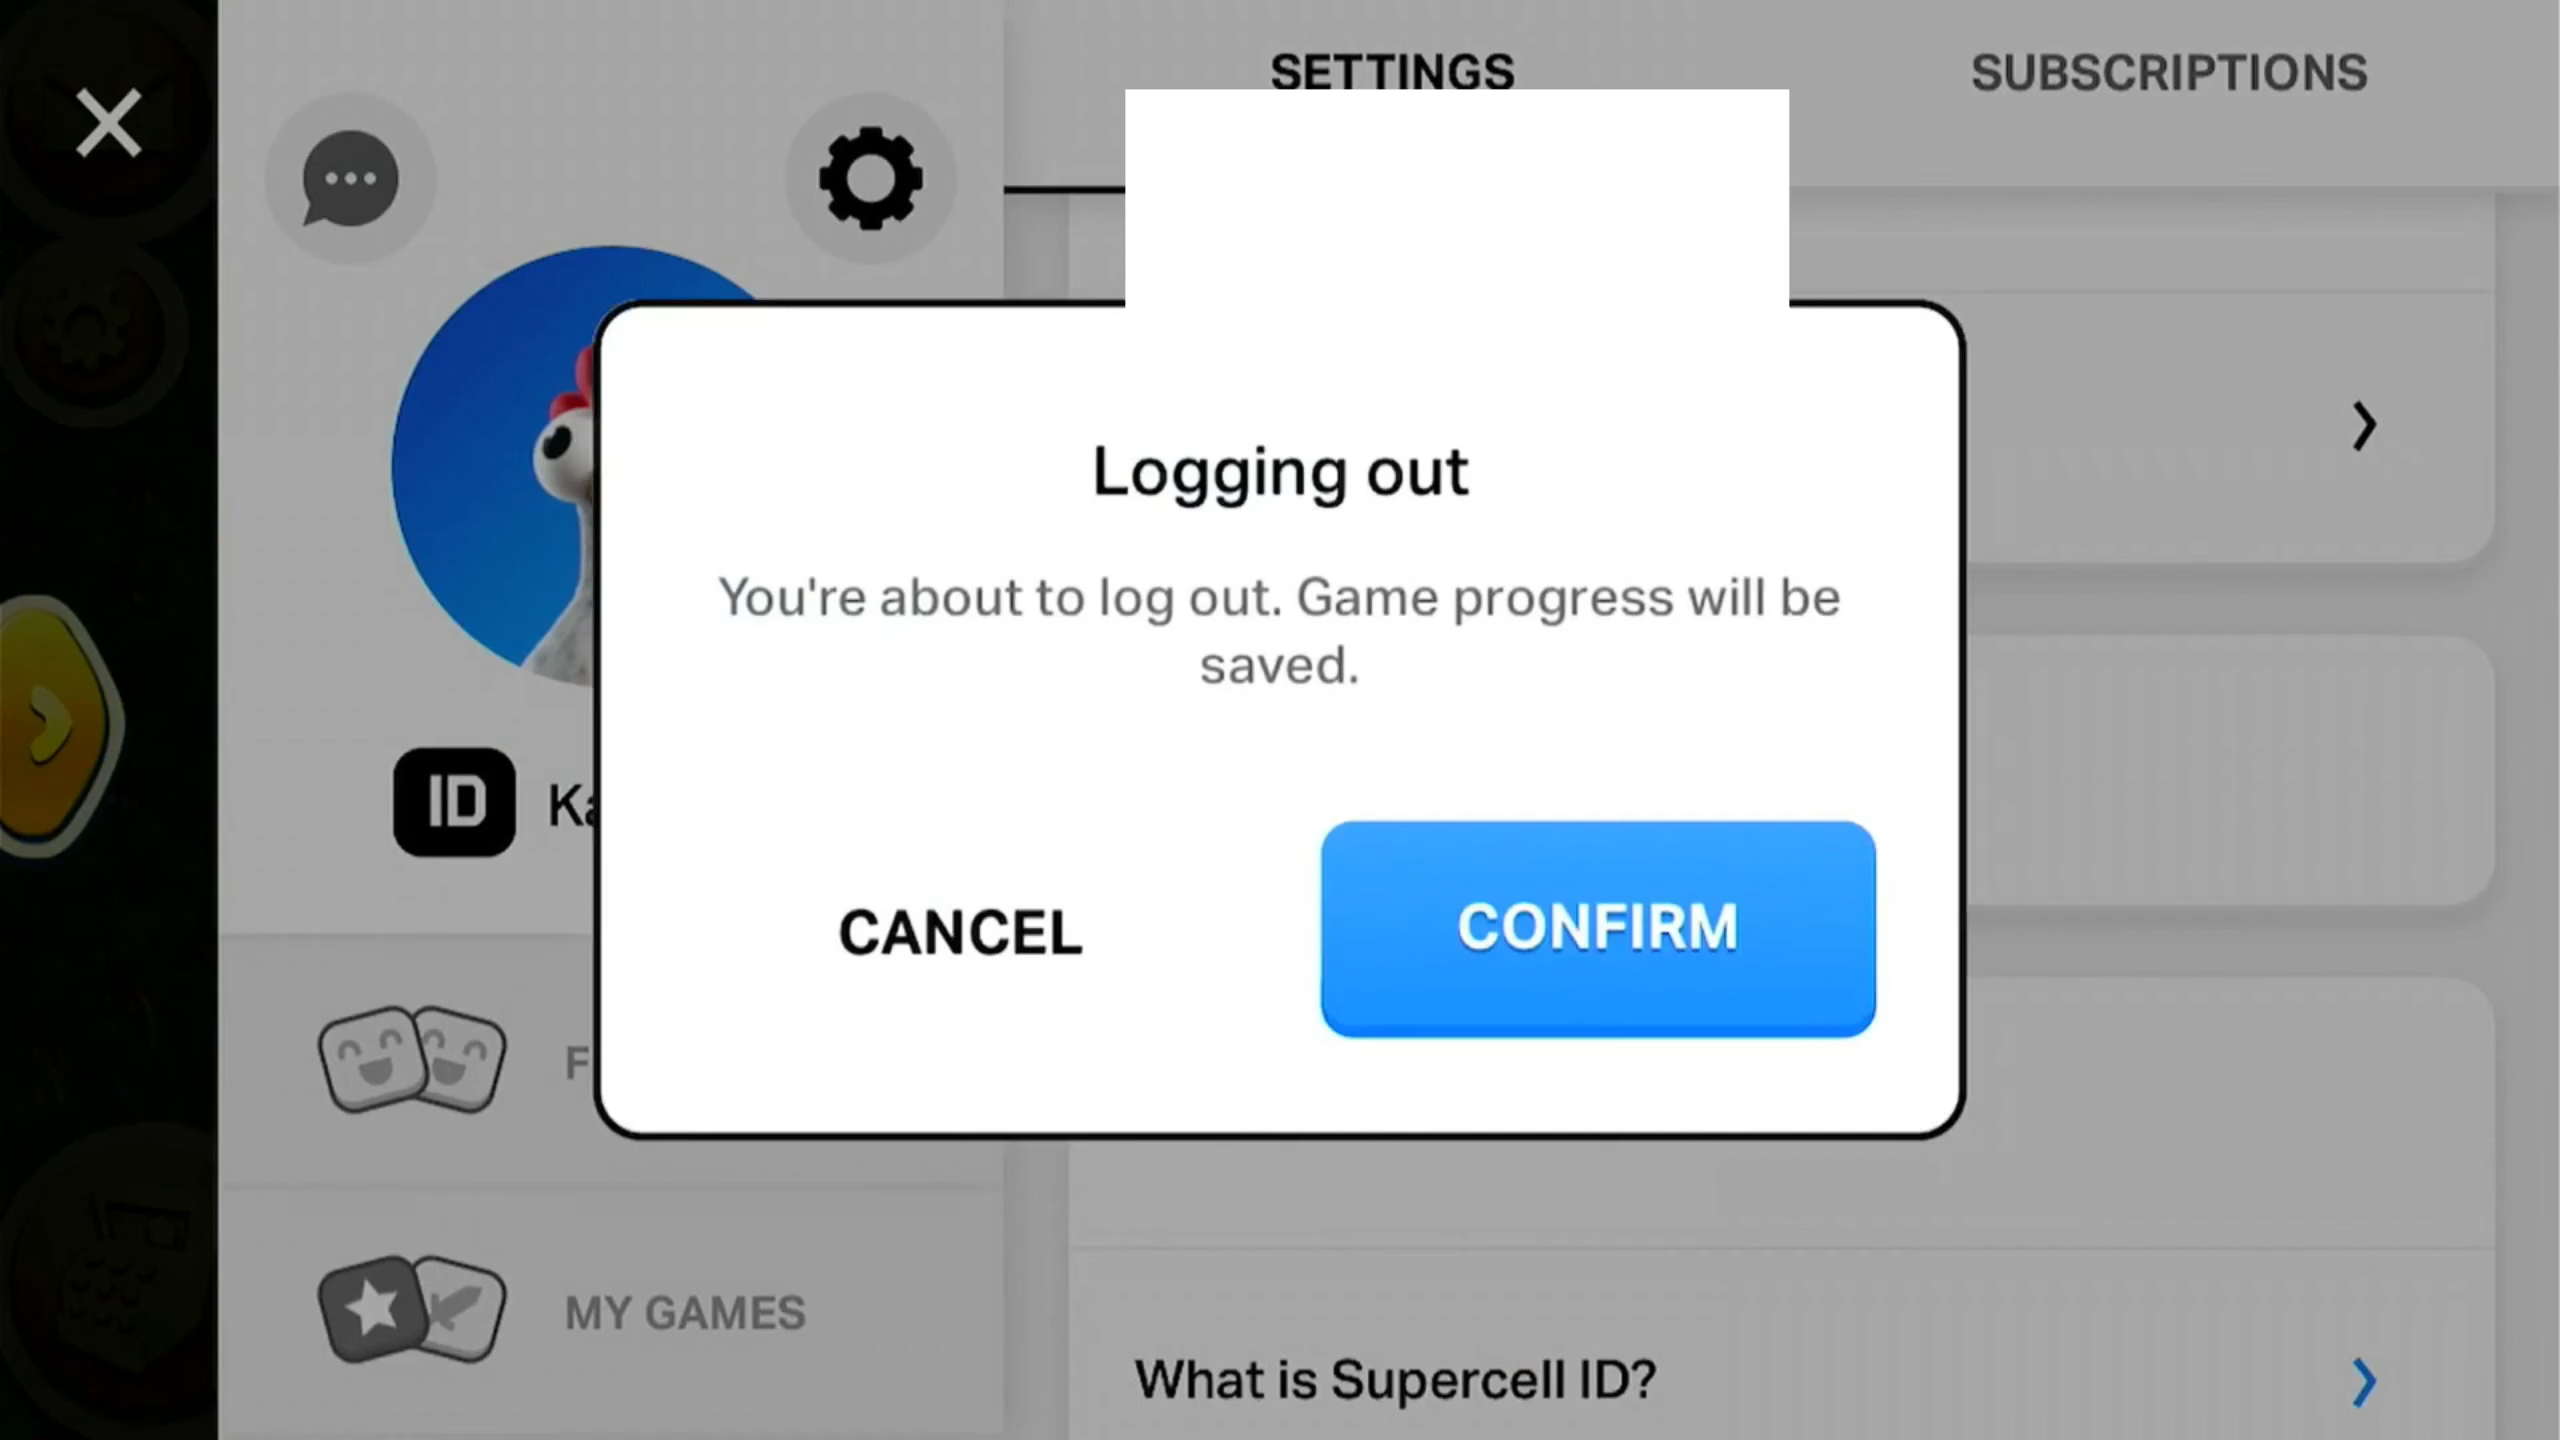 SETTINGS
SUBSCRIPTIONS
Logging out
You're about to log out. Game progress will be
saved.
ID
CANCEL
CONFIRM
MY GAMES
What is Supercell ID?